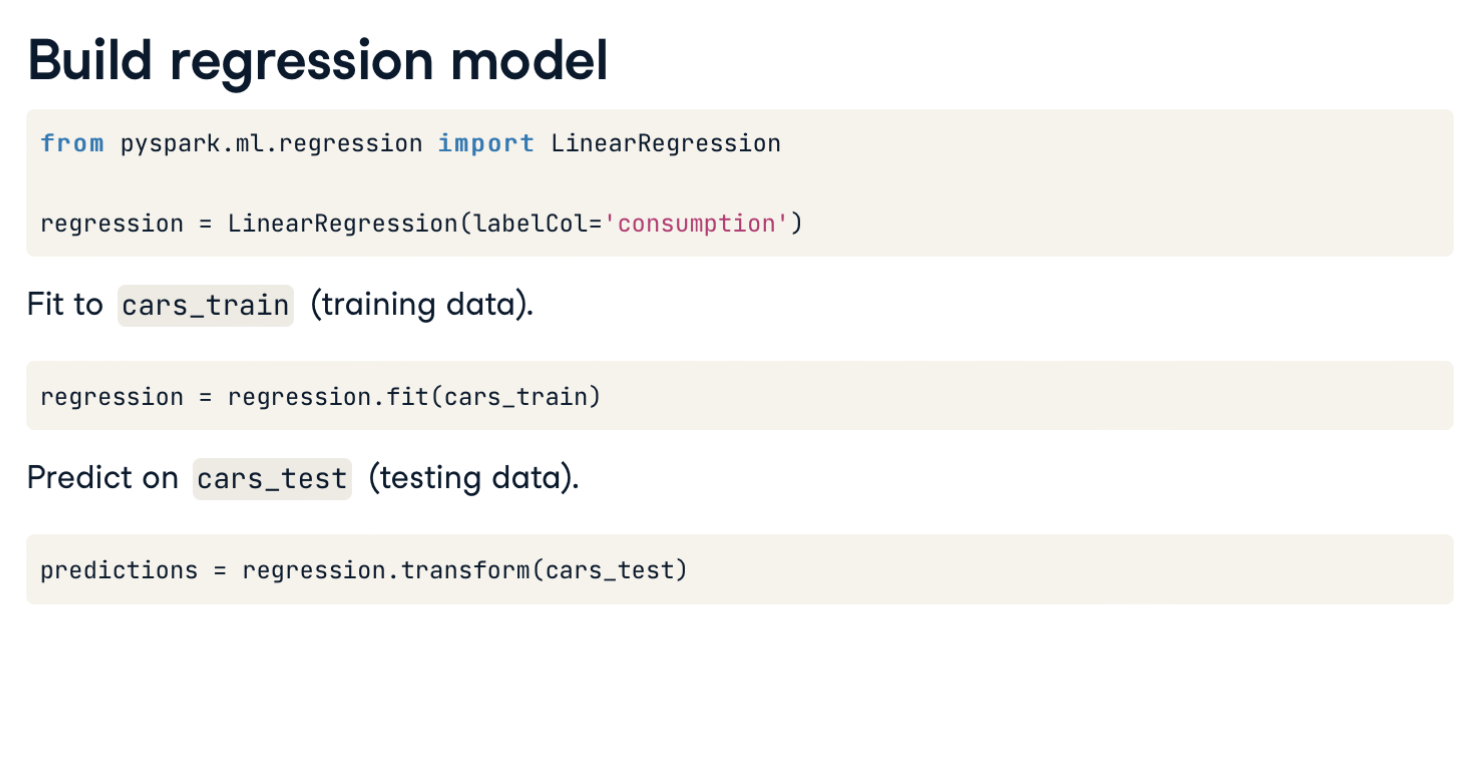 Build regression model
from pyspark.ml.regression import LinearRegression
regression = LinearRegression(labelCol='consumption')
Fit to cars_train (training data).
regression = regression.fit(cars_train)
Predict on cars_test (testing data).
predictions = regression.transform(cars_test)